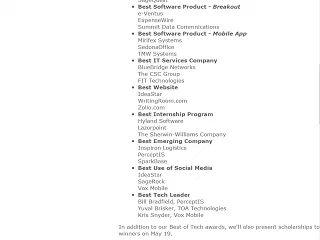 Best Software Product - Breakout
e-Ventus
ExpenseWire
Summit Data Communications
Best Software Product - Mobile App
Mirifex Systems
SedonaOffice
TMW Systems
Best IT Services Company
BlueBridge Networks
The CSC Group
FIT Technologies
Best Website
IdeaStar
WritingRoom.com
Zollo.com
Best Internship Program
Hyland Software
Lazorpoint
The Sherwin-Williams Company
Best Emerging Company
Inspirion Logistics
PerceptIS
SparkBase
Best Use of Social Media
IdeaStar
SageRock
Vox Mobile
Best Tech Leader
Bill Bradfield, PerceptIS
Yuval Brisker, TOA Technologies
Kris Snyder, Vox Mobile
In addition to our Best of Tech awards, we'll also present scholarships to
winners on May 19.